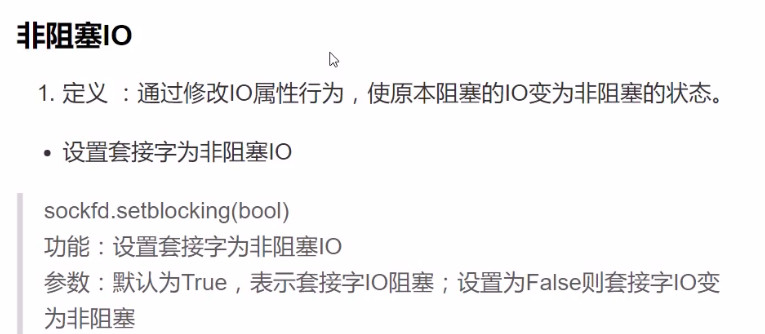 非阻塞IO
1. 定义 ：通过修改IO属性行为，使原本阻塞的IO变为非阻塞的状态。
• 设置套接字为非阻塞IO
sockfd.setblocking(bool)
功能：设置套接字为非阻塞IO
参数：默认为True，表示套接字IO阻塞；设置为False则套接字IO变
为非阻塞